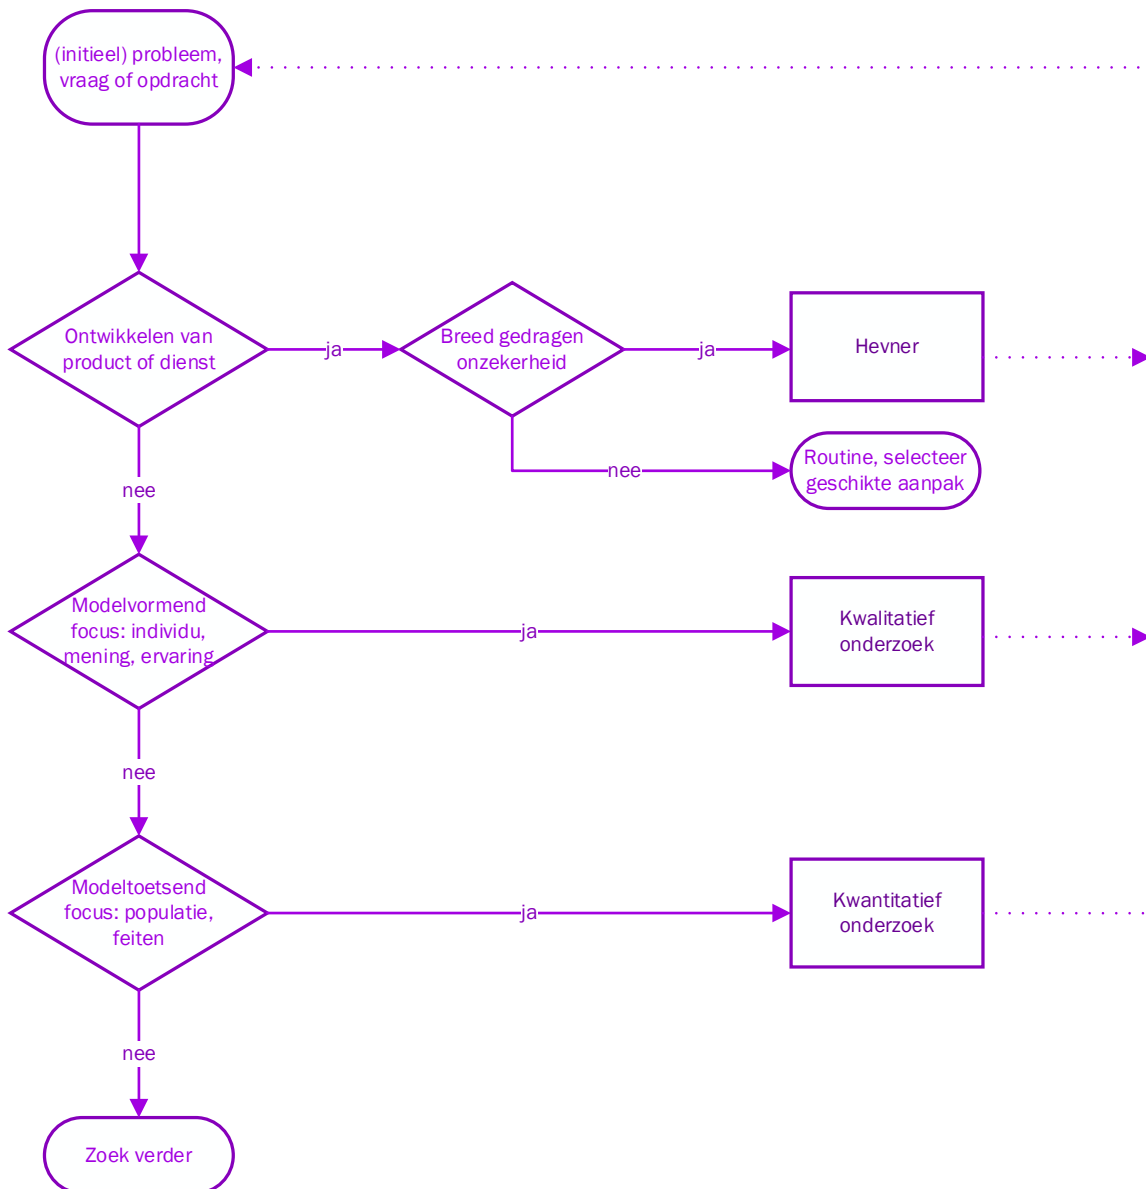 (initieel) probleem,
vraag of opdracht
Ontwikkelen van
product of dienst
ja
Breed gedragen
onzekerheid
ja
Hevner
nee
Routine, selecteer
geschikte aanpak
nee
Modelvormend
focus: individu,
mening, ervaring
ja
Kwalitatief
onderzoek
nee
Modeltoetsend
focus: populatie,
feiten
ja
Kwantitatief
onderzoek
nee
Zoek verder